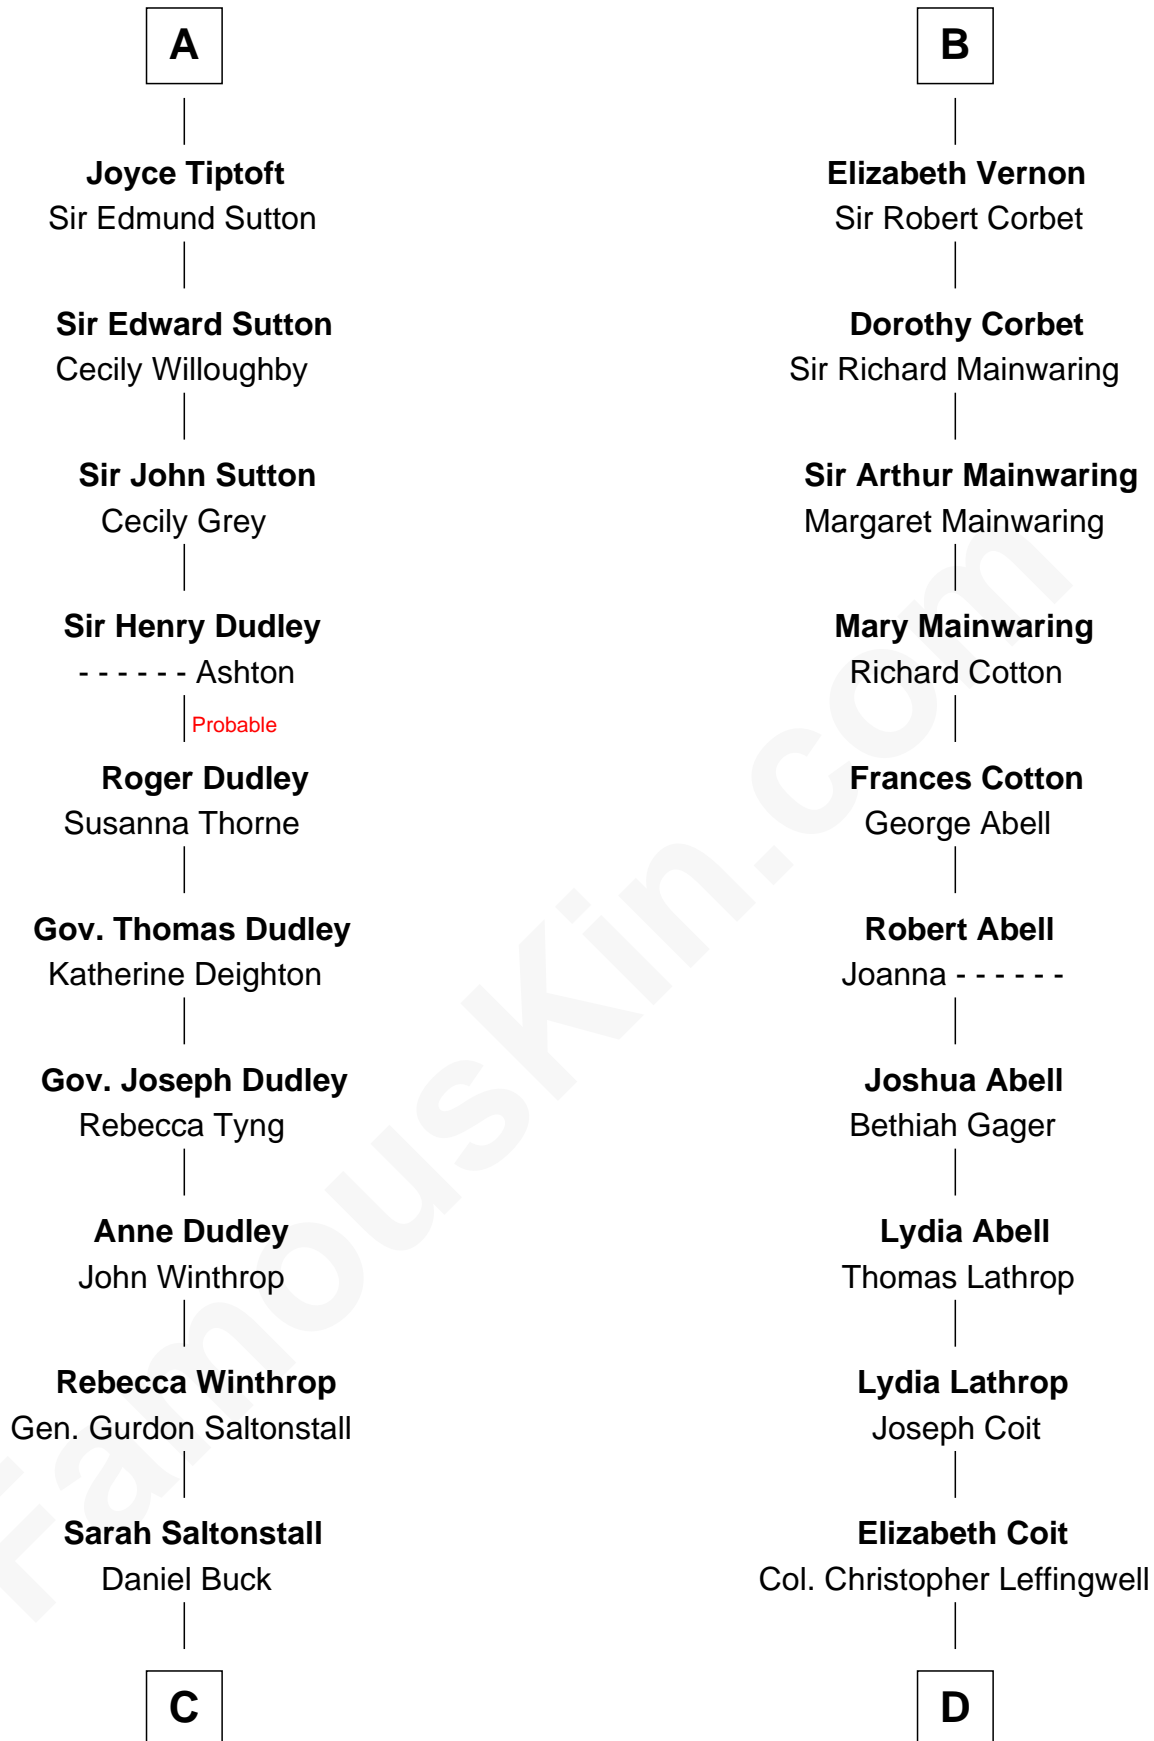 A
Joyce Tiptoft
Sir Edmund Sutton
Sir Edward Sutton
Cecily Willoughby
Sir John Sutton
Cecily Grey
Sir Henry Dudley
- - - - - - Ashton
Probable
Roger Dudley
Susanna Thorne
Gov. Thomas Dudley
Katherine Deighton
Gov. Joseph Dudley
Rebecca Tyng
Anne Dudley
John Winthrop
Rebecca Winthrop
Gen. Gurdon Saltonstall
Sarah Saltonstall
Daniel Buck
C
B
Elizabeth Vernon
Sir Robert Corbet
Dorothy Corbet
Sir Richard Mainwaring
Sir Arthur Mainwaring
Margaret Mainwaring
Mary Mainwaring
Richard Cotton
Frances Cotton
George Abell
Robert Abell
Joanna - - - - - -
Joshua Abell
Bethiah Gager
Lydia Abell
Thomas Lathrop
Lydia Lathrop
Joseph Coit
Elizabeth Coit
Col. Christopher Leffingwell
D
FamousKin.com